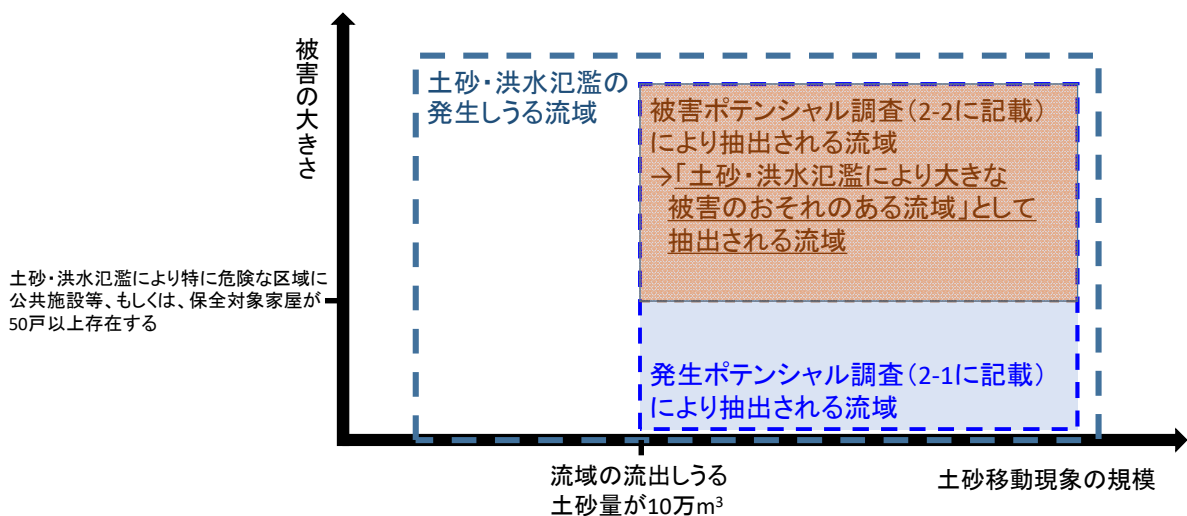 被害の大きさ
土砂・洪水氾濫の
発生しうる流域
被害ポテンシャル調査（2-2に記載）
により抽出される流域
→「土砂・洪水氾濫により大きな
被害のおそれのある流域」として
抽出される流域
土砂・洪水氾濫により特に危険な区域に
公共施設等、もしくは、保全対象家屋が
50戸以上存在する
発生ポテンシャル調査（2-1に記載）
により抽出される流域
流域の流出しうる
土砂量が10万m³
土砂移動現象の規模